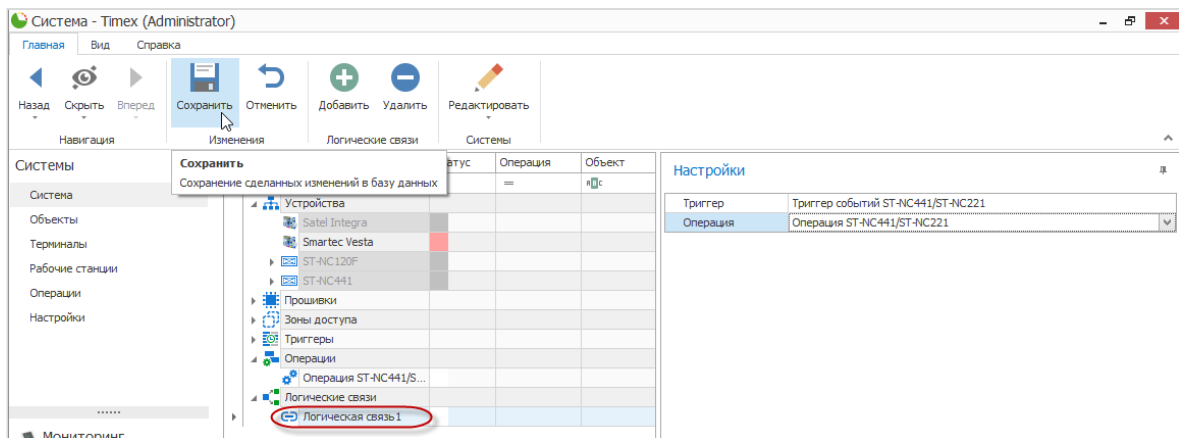 Система - Timex (Administrator)
Главная Вид Справка
Назад Скрыть Вперед Сохранить Отменить Добавить Удалить Редактировать
Навигация Изменения Логические связи Системы
Системы
Система
Объекты
Терминалы
Рабочие станции
Операции
Настройки
Мониторинг
Сохранить
Сохранение сделанных изменений в базу данных
атус Операция Объект
=
Устройства
Satel Integra
Smartec Vesta
ST-NC120F
ST-NC441
Прошивки
Зоны доступа
Триггеры
Операции
Операция ST-NC441/S...
Логические связи
Логическая связь1
Настройки
Триггер Триггер событий ST-NC441/ST-NC221
Операция Операция ST-NC441/ST-NC221